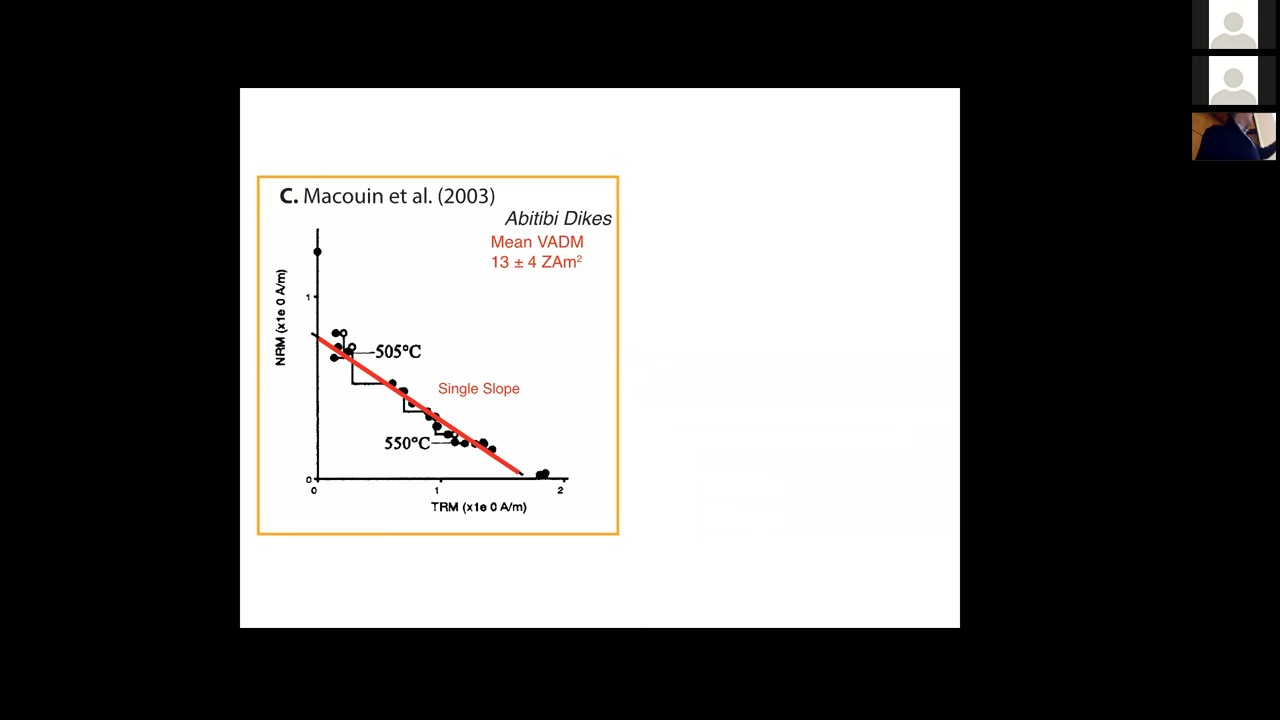 C. Macouin et al. (2003)
Abitibi Dikes
Mean VADM
13 ± 4 ZAm²
NRM (x1e 0 A/m)
1
505°C
Single Slope
550°C
0
0
1
2
TRM (x1e 0 A/m)